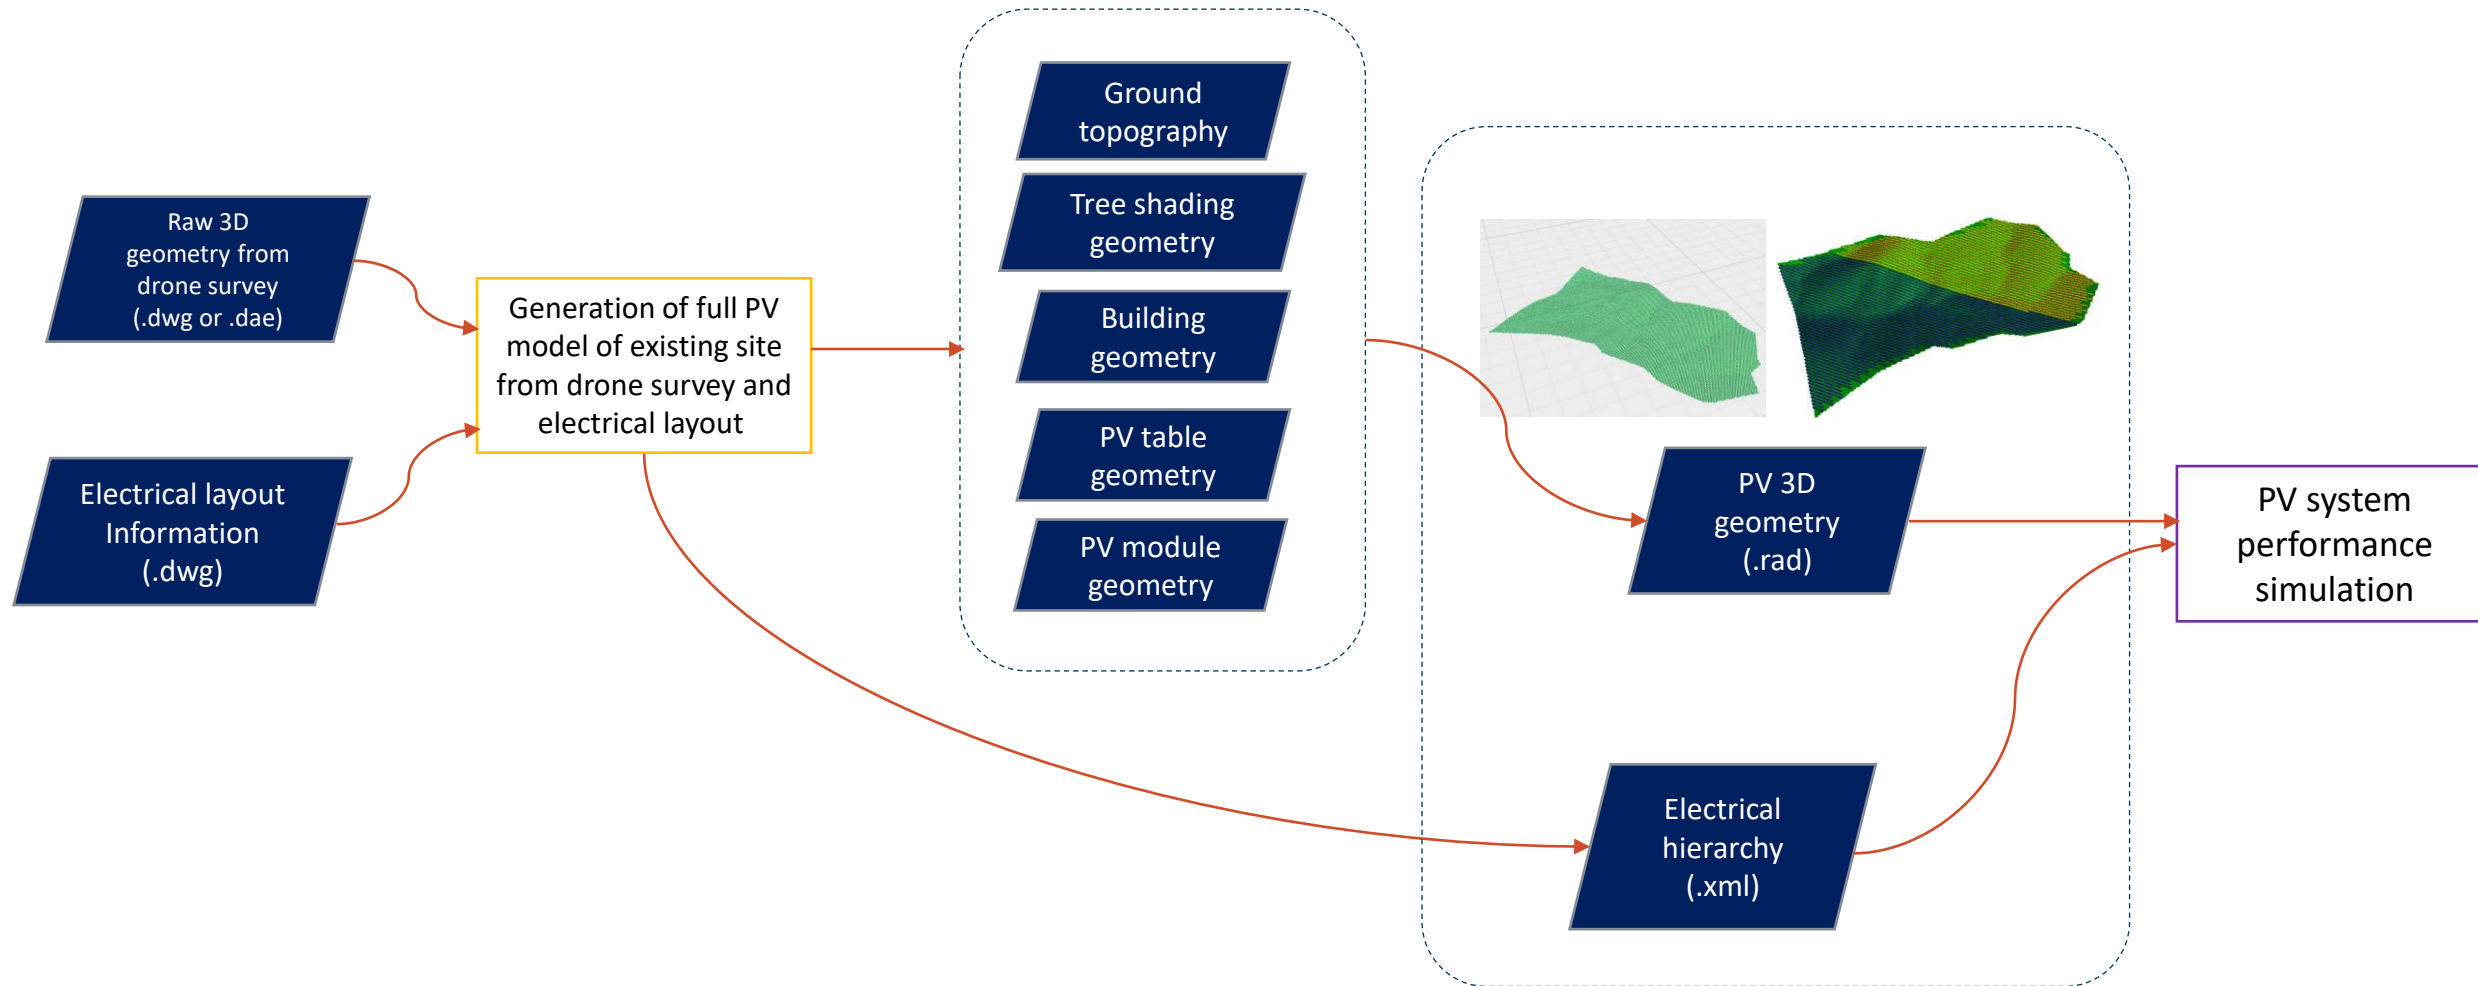 Raw 3D
geometry from
drone survey
(.dwg or .dae)
Electrical layout
Information
(.dwg)
Generation of full PV
model of existing site
from drone survey and
electrical layout
Ground
topography
Tree shading
geometry
Building
geometry
PV table
geometry
PV module
geometry
PV 3D
geometry
(.rad)
Electrical
hierarchy
(.xml)
PV system
performance
simulation